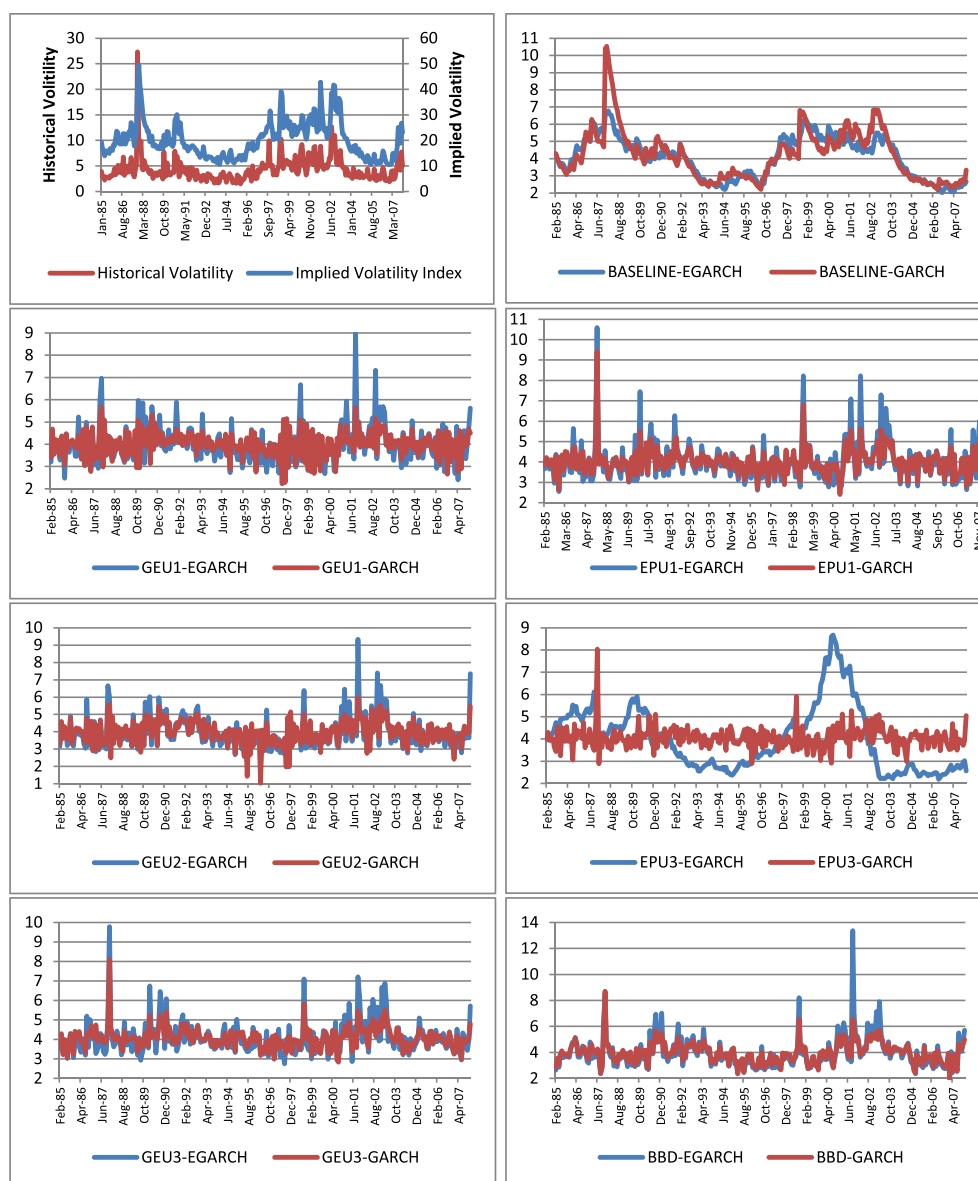 Historical Volitility
30
25
20
15
10
5
0
60
50
40
30
20
10
0
Implied Volatility
Jan-85
Aug-86
Mar-88
Oct-89
May-91
Dec-92
Jul-94
Feb-96
Sep-97
Apr-99
Nov-00
Jun-02
Jan-04
Aug-05
Mar-07
Historical Volatility
Implied Volatility Index
11
10
9
8
7
6
5
4
3
2
Feb-85
Apr-86
Jun-87
Aug-88
Oct-89
Dec-90
Feb-92
Apr-93
Jun-94
Aug-95
Oct-96
Dec-97
Feb-99
Apr-00
Jun-01
Aug-02
Oct-03
Dec-04
Feb-06
Apr-07
BASELINE-EGARCH
BASELINE-GARCH
9
8
7
6
5
4
3
2
Feb-85
Apr-86
Jun-87
Aug-88
Oct-89
Dec-90
Feb-92
Apr-93
Jun-94
Aug-95
Oct-96
Dec-97
Feb-99
Apr-00
Jun-01
Aug-02
Oct-03
Dec-04
Feb-06
Apr-07
GEU1-EGARCH
GEU1-GARCH
11
10
9
8
7
6
5
4
3
2
Feb-85
Mar-86
Apr-87
May-88
Jun-89
Jul-90
Aug-91
Sep-92
Oct-93
Nov-94
Dec-95
Jan-97
Feb-98
Mar-99
Apr-00
May-01
Jun-02
Jul-03
Aug-04
Sep-05
Oct-06
EPU1-EGARCH
EPU1-GARCH
10
9
8
7
6
5
4
3
2
1
Feb-85
Apr-86
Jun-87
Aug-88
Oct-89
Dec-90
Feb-92
Apr-93
Jun-94
Aug-95
Oct-96
Dec-97
Feb-99
Apr-00
Jun-01
Aug-02
Oct-03
Dec-04
Feb-06
Apr-07
GEU2-EGARCH
GEU2-GARCH
9
8
7
6
5
4
3
2
Feb-85
Apr-86
Jun-87
Aug-88
Oct-89
Dec-90
Feb-92
Apr-93
Jun-94
Aug-95
Oct-96
Dec-97
Feb-99
Apr-00
Jun-01
Aug-02
Oct-03
Dec-04
Feb-06
Apr-07
EPU3-EGARCH
EPU3-GARCH
10
9
8
7
6
5
4
3
2
Feb-85
Apr-86
Jun-87
Aug-88
Oct-89
Dec-90
Feb-92
Apr-93
Jun-94
Aug-95
Oct-96
Dec-97
Feb-99
Apr-00
Jun-01
Aug-02
Oct-03
Dec-04
Feb-06
Apr-07
GEU3-EGARCH
GEU3-GARCH
14
12
10
8
6
4
2
Feb-85
Apr-86
Jun-87
Aug-88
Oct-89
Dec-90
Feb-92
Apr-93
Jun-94
Aug-95
Oct-96
Dec-97
Feb-99
Apr-00
Jun-01
Aug-02
Oct-03
Dec-04
Feb-06
Apr-07
BBD-EGARCH
BBD-GARCH